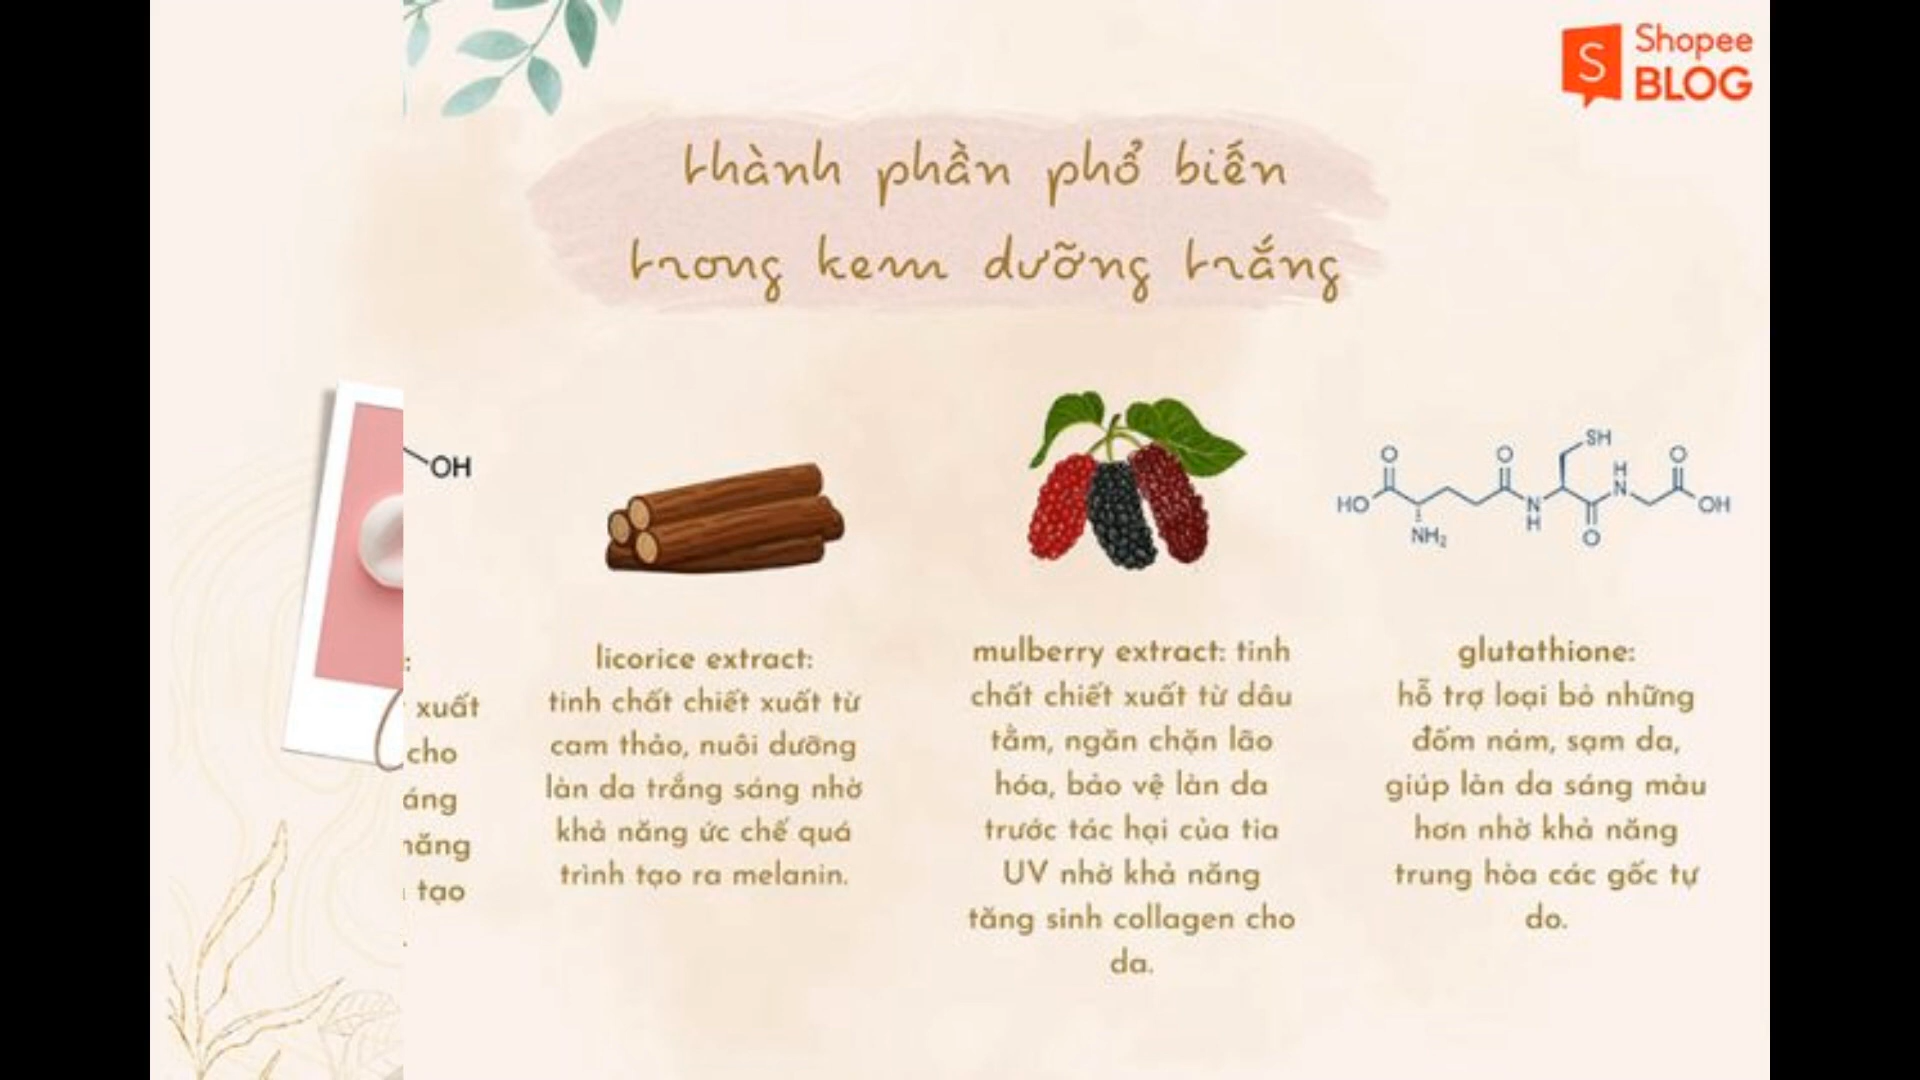 Shopee
BLOG
thành phần phổ biến
trong kem dưỡng trắng
OH
xuất
cho
tạo
licorice extract:
tinh chất chiết xuất từ
cam thảo, nuôi dưỡng
làn da trắng sáng nhờ
khả năng ức chế quá
trình tạo ra melanin.
mulberry extract: tinh
chất chiết xuất từ dâu
tằm, ngăn chặn lão
hóa, bảo vệ làn da
trước tác hại của tia
UV nhờ khả năng
tăng sinh collagen cho
da.
SH
O
O
O
HO
NH₂
N
H
O
H
N
OH
glutathione:
hỗ trợ loại bỏ những
đốm nám, sạm da,
giúp làn da sáng màu
hơn nhờ khả năng
trung hòa các gốc tự
do.